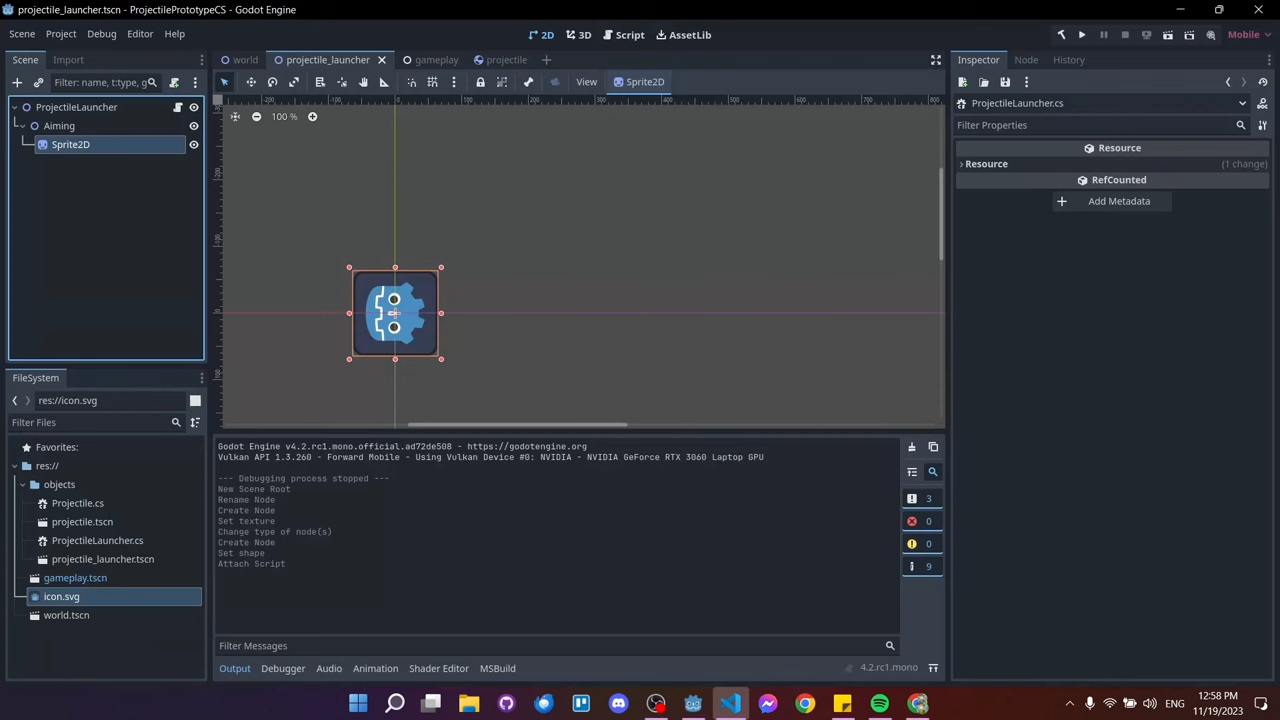 projectile_launcher.tscn - ProjectilePrototypeCS - Godot Engine
Scene Project Debug Editor Help
2D 3D Script AssetLib
Mobile
Scene Import
world projectile_launcher gameplay projectile
Inspector Node History
Filter: name, t:type, g
View Sprite2D
ProjectileLauncher
Aiming
Sprite2D
100 %
ProjectileLauncher.cs
Filter Properties
Resource
Resource (1 change)
RefCounted
Add Metadata
FileSystem
res://icon.svg
Filter Files
Favorites:
res://
objects
Projectile.cs
projectile.tscn
ProjectileLauncher.cs
projectile_launcher.tscn
gameplay.tscn
icon.svg
world.tscn
Godot Engine v4.2.rc1.mono.official.ad72de508 - https://godotengine.org
Vulkan API 1.3.260 - Forward Mobile - Using Vulkan Device #0: NVIDIA - NVIDIA GeForce RTX 3060 Laptop GPU
--- Debugging process stopped ---
New Scene Root
Rename Node
Create Node
Set texture
Change type of node(s)
Create Node
Set shape
Attach Script
3
0
0
9
Filter Messages
Output Debugger Audio Animation Shader Editor MSBuild
4.2.rc1.mono
12:58 PM
11/19/2023